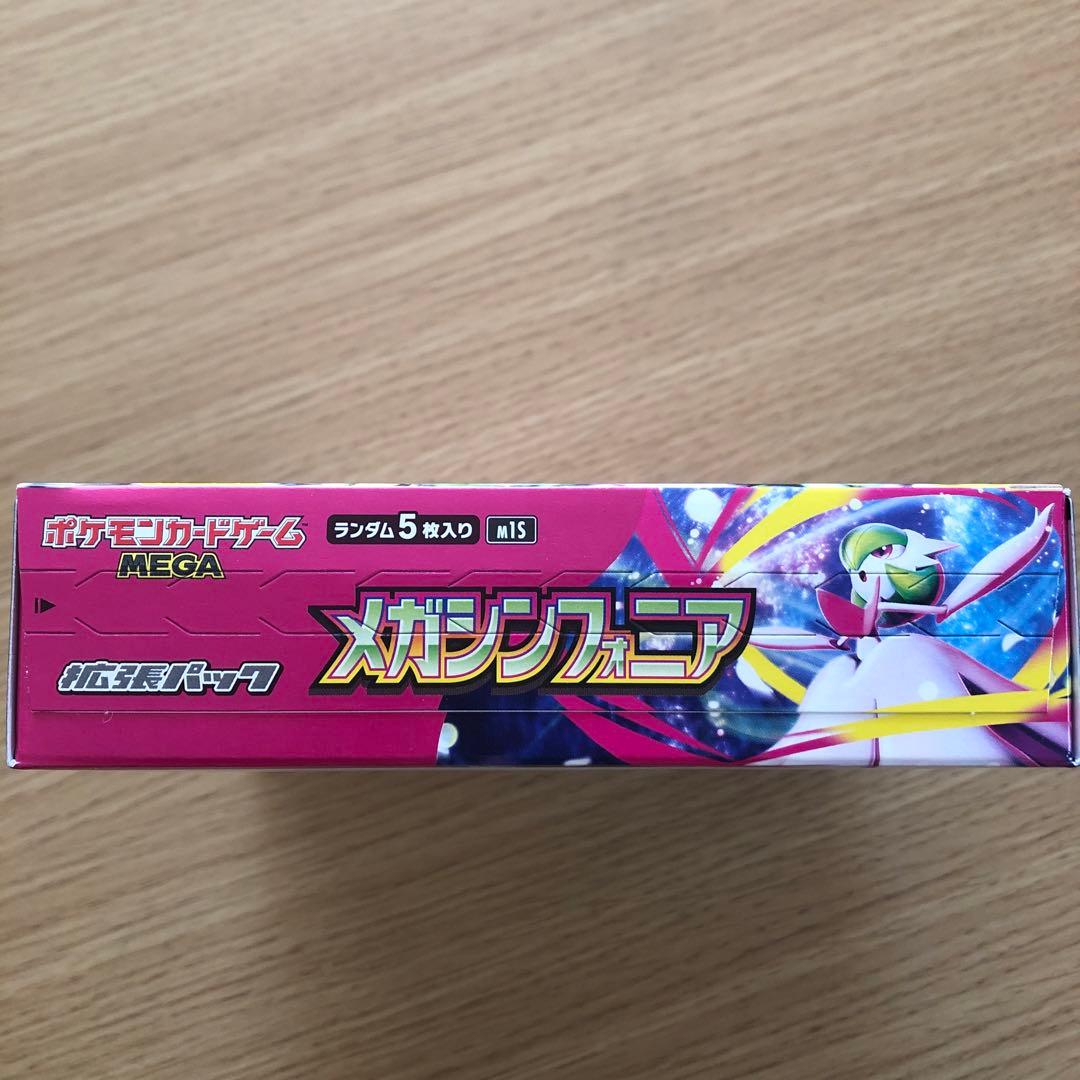 ポケモンカードゲーム
MEGA
ランダム5枚入り M1S
メガシンフォニア
拡張パック